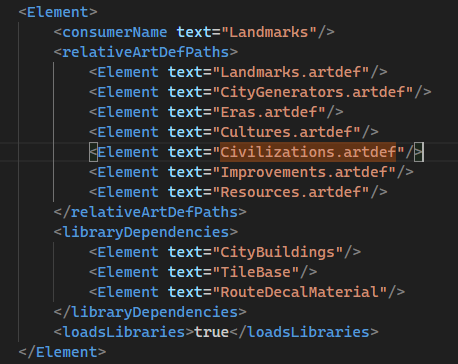 <Element>
<consumerName text="Landmarks"/>
<relativeArtDefPaths>
<Element text="Landmarks.artdef"/>
<Element text="CityGenerators.artdef"/>
<Element text="Eras.artdef"/>
<Element text="Cultures.artdef"/>
<Element text="Civilizations.artdef"/>
<Element text="Improvements.artdef"/>
<Element text="Resources.artdef"/>
</relativeArtDefPaths>
<libraryDependencies>
<Element text="CityBuildings"/>
<Element text="TileBase"/>
<Element text="RouteDecalMaterial"/>
</libraryDependencies>
<loadsLibraries>true</loadsLibraries>
</Element>